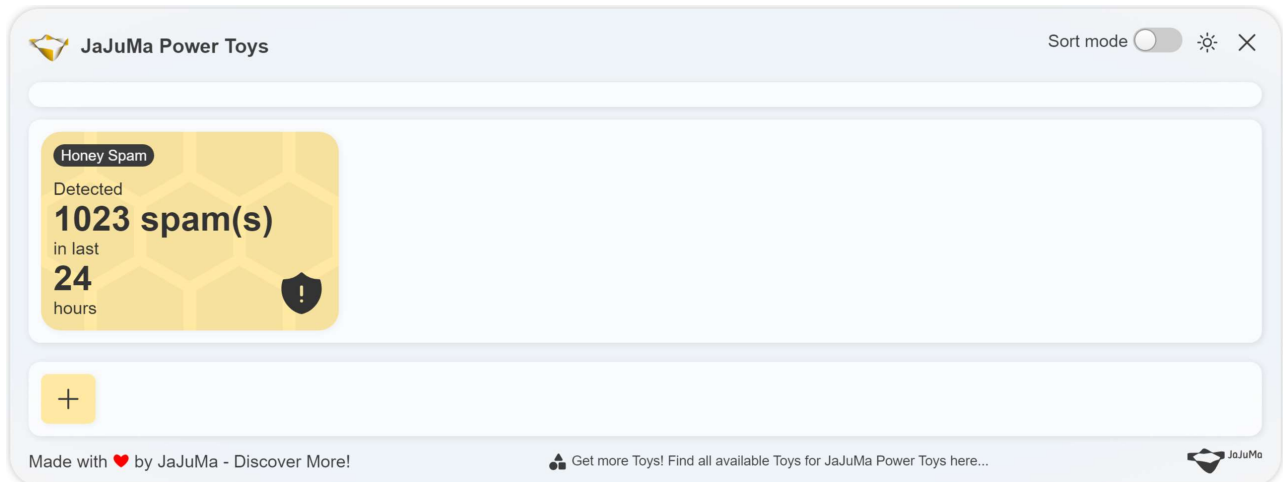 JaJuMa Power Toys
Sort mode
Honey Spam
Detected
1023 spam(s)
in last
24
hours
Made with ❤ by JaJuMa - Discover More!
Get more Toys! Find all available Toys for JaJuMa Power Toys here...
JaJuMa